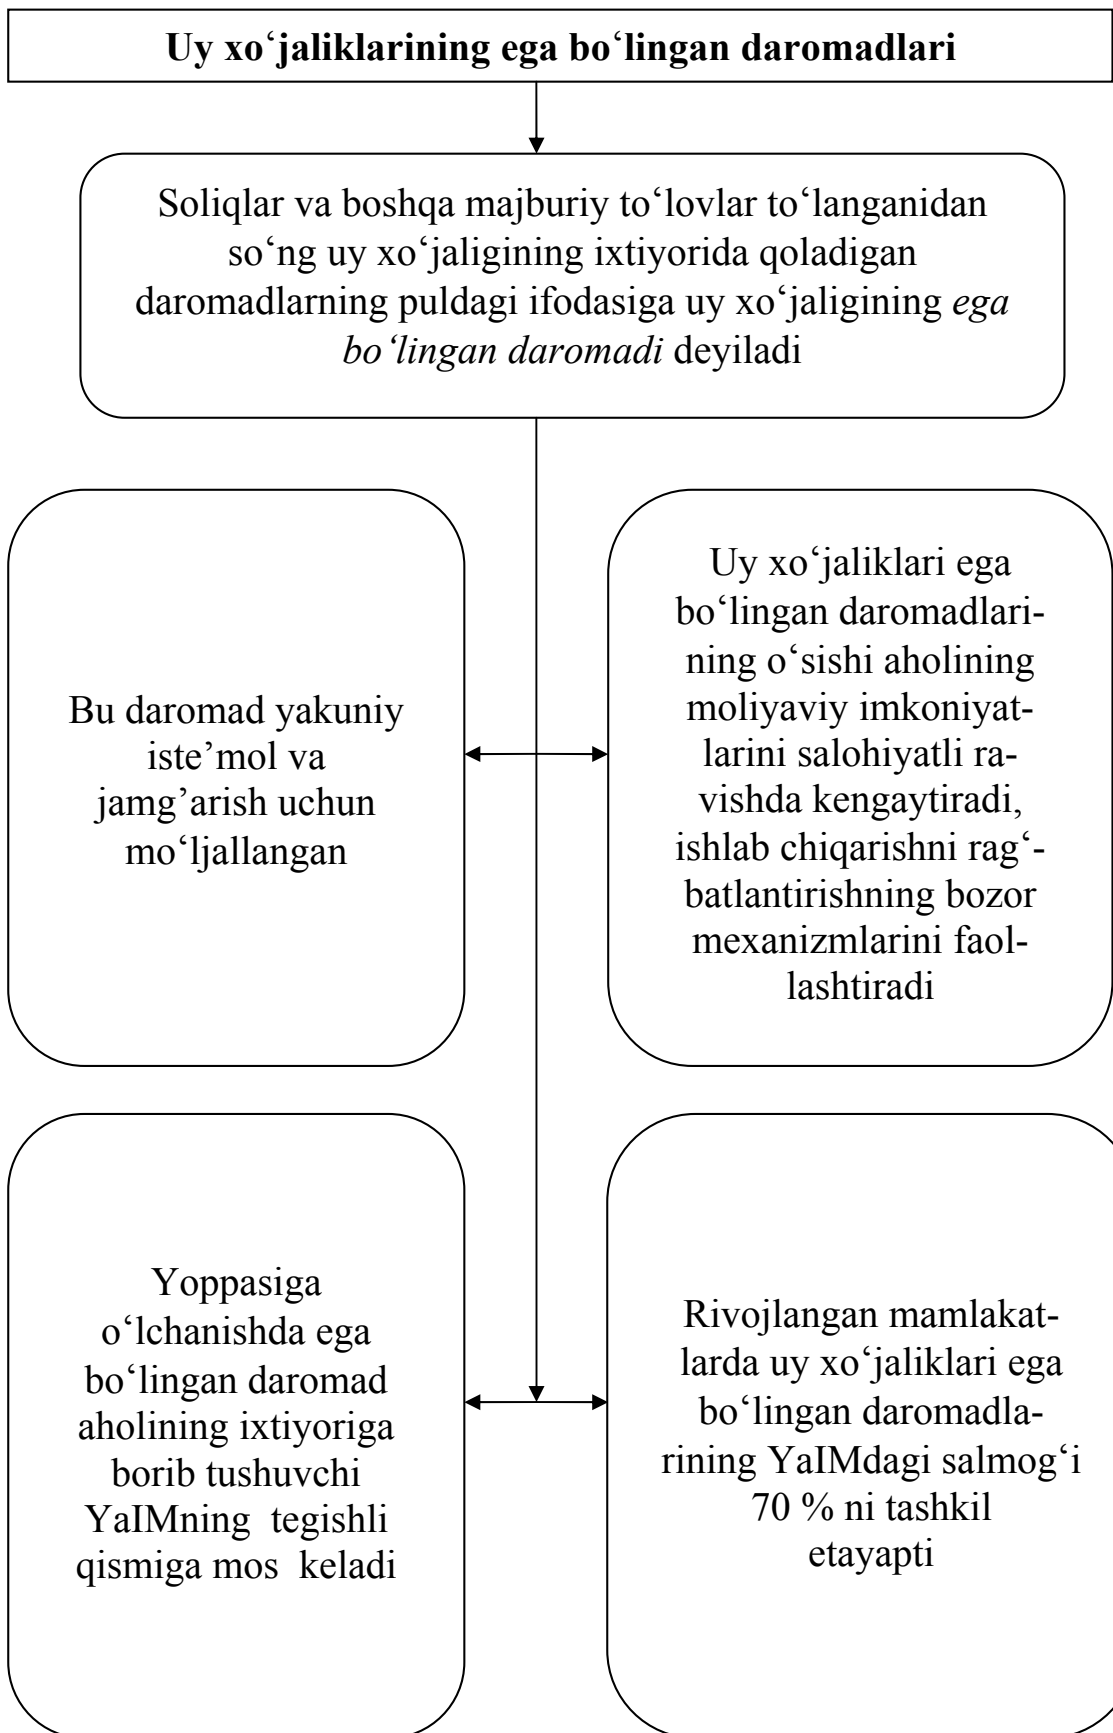 Uy xo‘jaliklarining ega bo‘lingan daromadlari
Soliqlar va boshqa majburiy to‘lovlar to‘langanidan
so‘ng uy xo‘jaligining ixtiyorida qoladigan
daromadlarning puldagi ifodasiga uy xo‘jaligining ega
bo‘lingan daromadi deyiladi
Bu daromad yakuniy
iste’mol va
jamg’arish uchun
mo‘ljallangan
Uy xo‘jaliklari ega
bo‘lingan daromadlari-
ning o‘sishi aholining
moliyaviy imkoniyat-
larini salohiyatli ra-
vishda kengaytiradi,
ishlab chiqarishni rag‘-
batlantirishning bozor
mexanizmlarini faol-
lashtiradi
Yoppasiga
o‘lchanishda ega
bo‘lingan daromad
aholining ixtiyoriga
borib tushuvchi
YaIMning tegishli
qismiga mos keladi
Rivojlangan mamlakat-
larda uy xo‘jaliklari ega
bo‘lingan daromadla-
rining YaIMdagi salmog‘i
70 % ni tashkil
etayapti